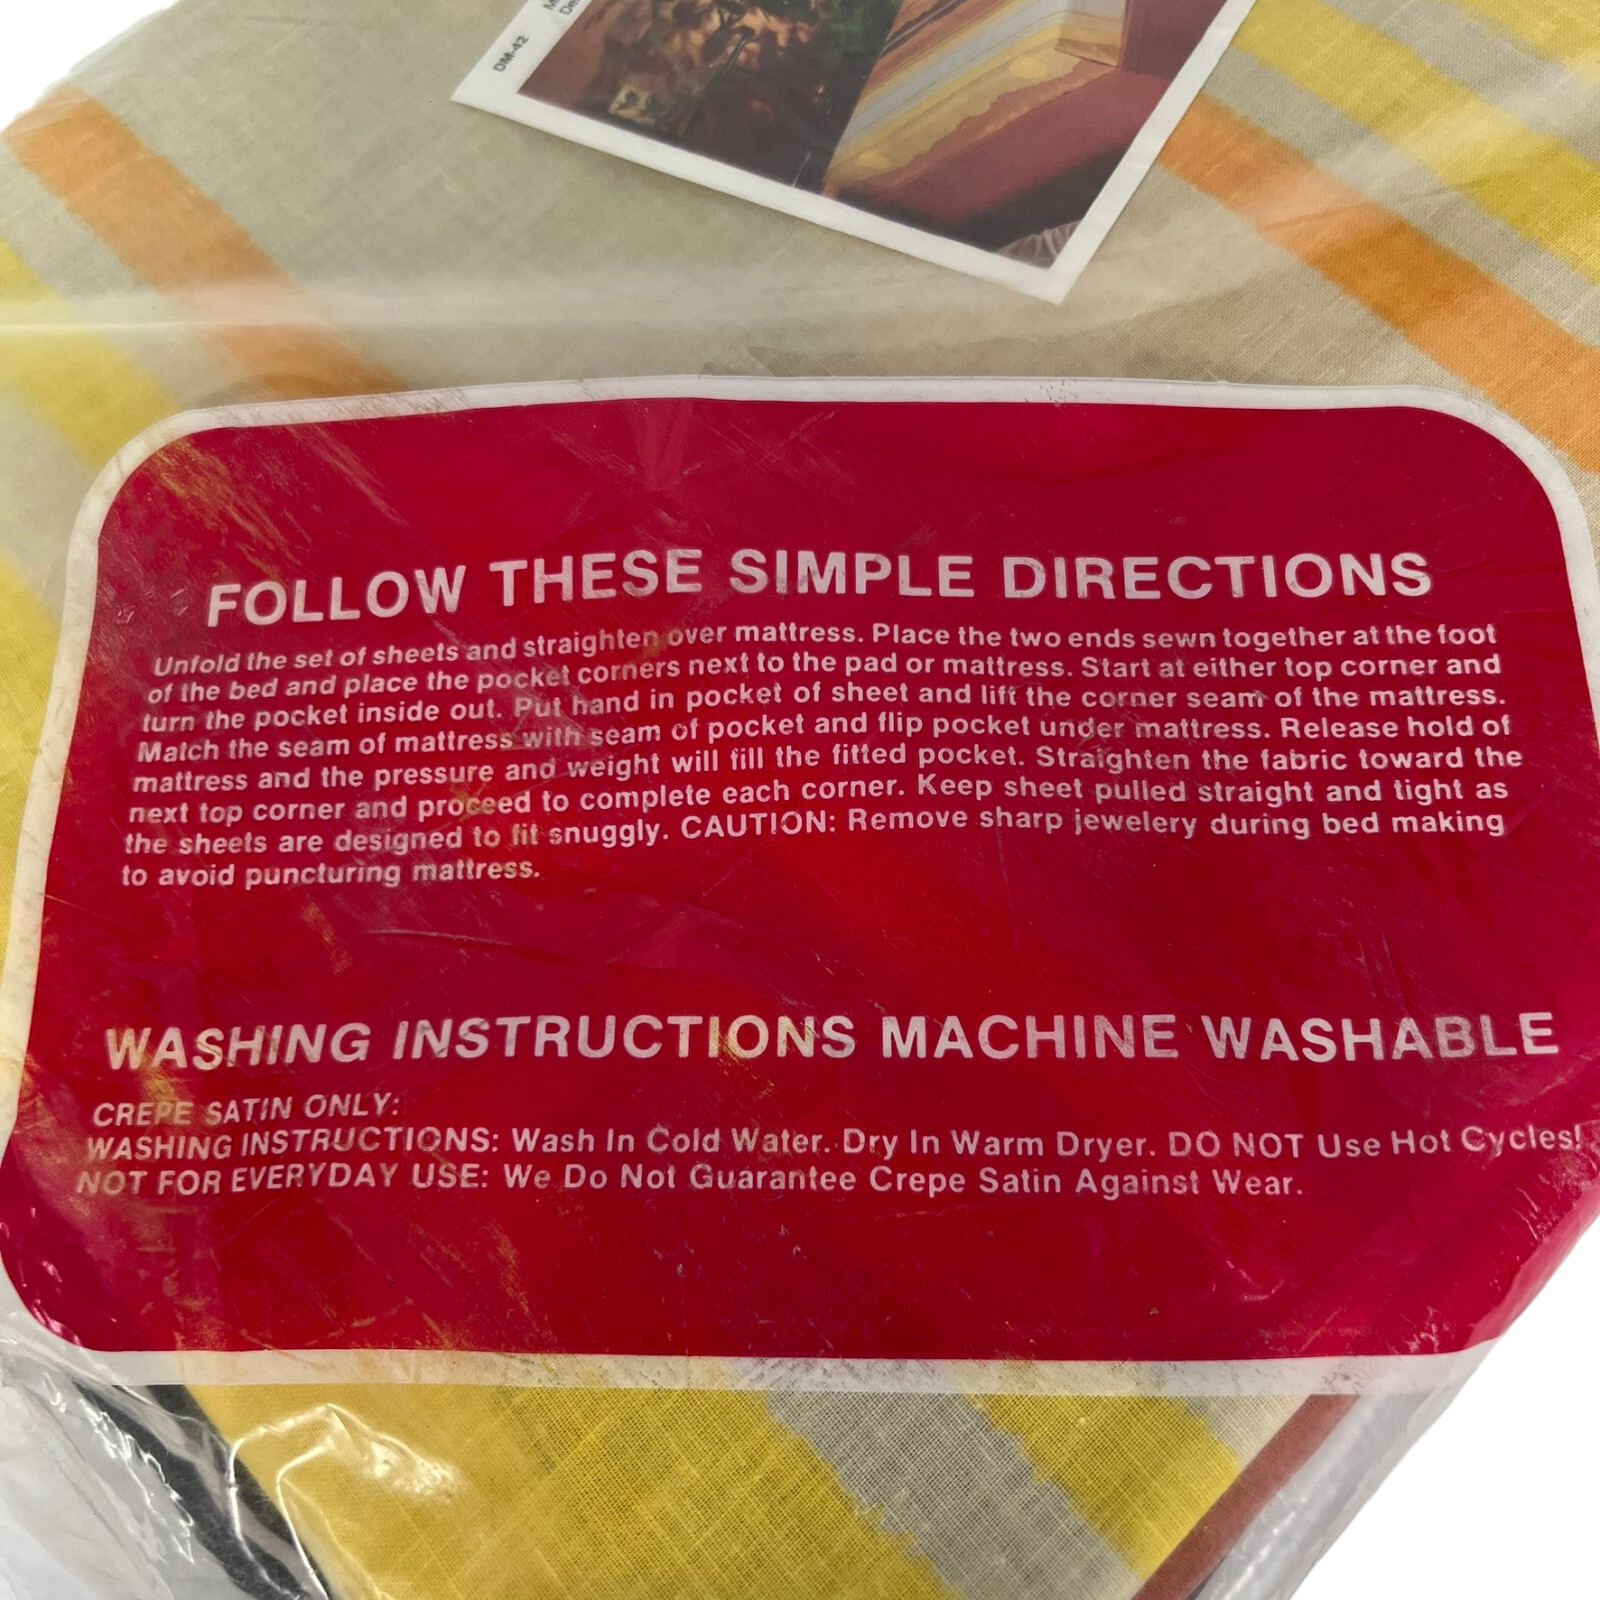 DM-42
FOLLOW THESE SIMPLE DIRECTIONS
Unfold the set of sheets and straighten over mattress. Place the two ends sewn together at the foot
of the bed and place the pocket corners next to the pad or mattress. Start at either top corner and
turn the pocket inside out. Put hand in pocket of sheet and lift the corner seam of the mattress.
Match the seam of mattress with seam of pocket and flip pocket under mattress. Release hold of
mattress and the pressure and weight will fill the fitted pocket. Straighten the fabric toward the
next top corner and proceed to complete each corner. Keep sheet pulled straight and tight as
the sheets are designed to fit snuggly. CAUTION: Remove sharp jewelery during bed making
to avoid puncturing mattress.
WASHING INSTRUCTIONS MACHINE WASHABLE
CREPE SATIN ONLY:
WASHING INSTRUCTIONS: Wash In Cold Water. Dry In Warm Dryer. DO NOT Use Hot Cycles!
NOT FOR EVERYDAY USE: We Do Not Guarantee Crepe Satin Against Wear.